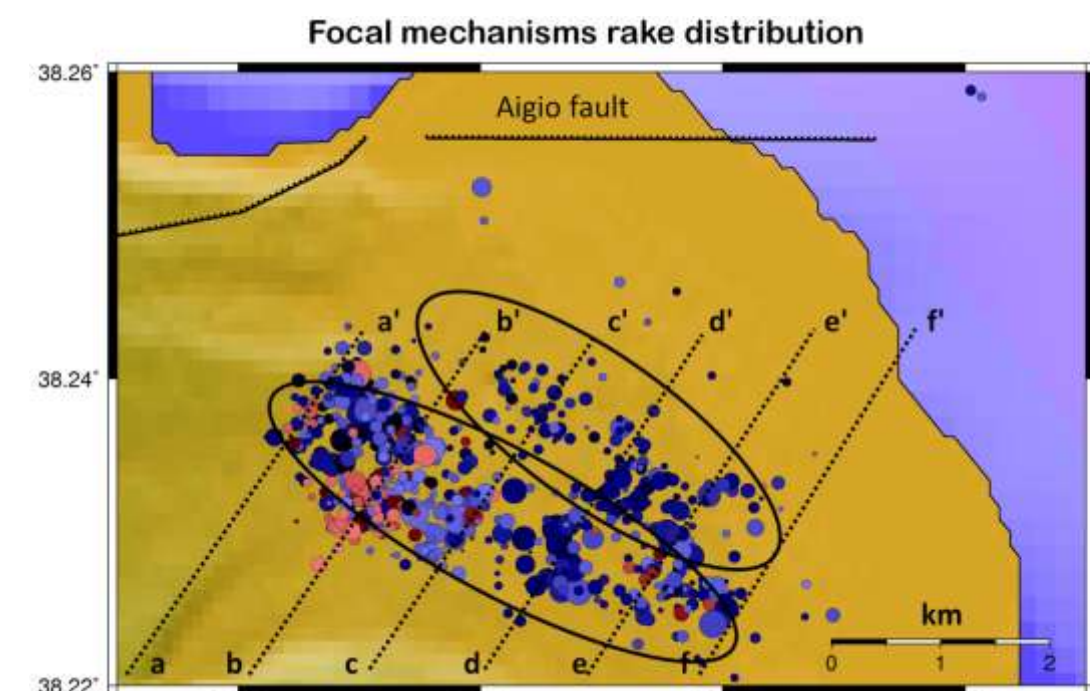 Focal mechanisms rake distribution
38.26°
Aigio fault
a' b' c' d' e' f'
38.24°
km
a b c d e f
0 1 2
38.22°